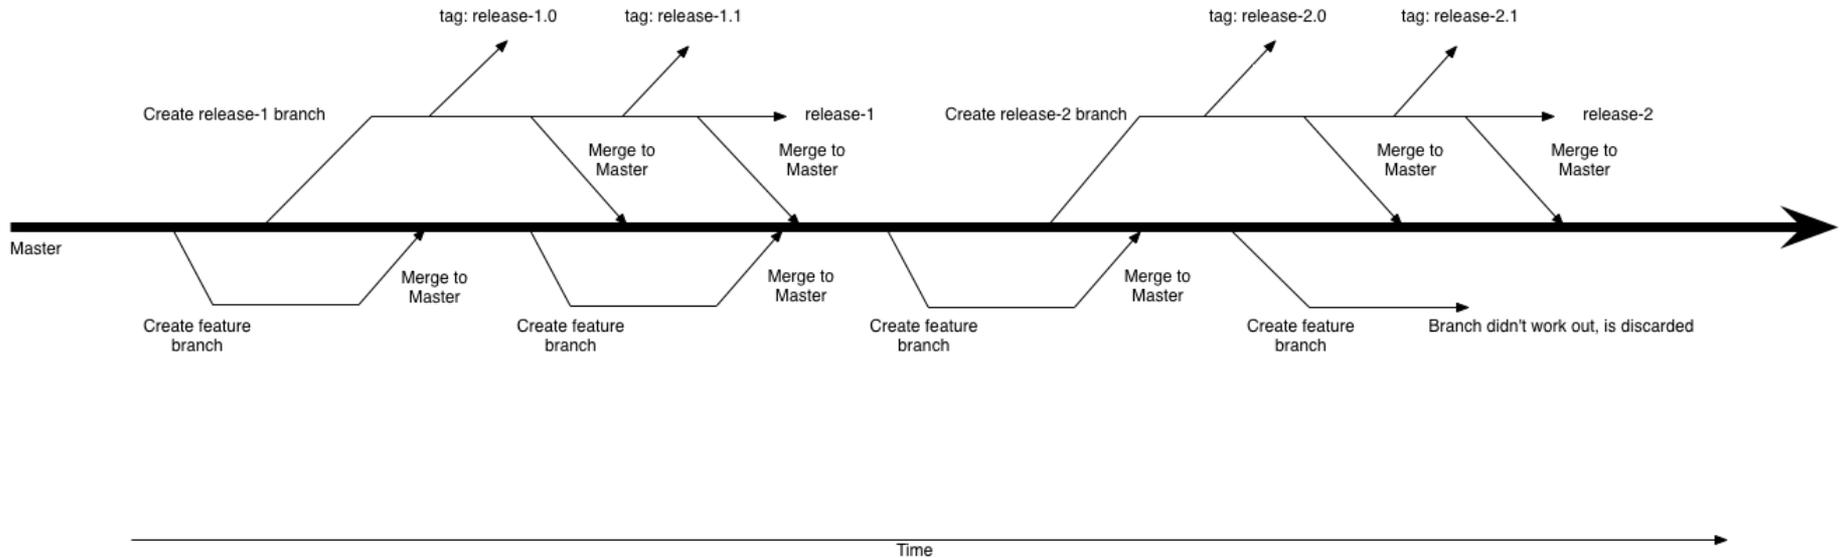 tag: release-1.0
tag: release-1.1
tag: release-2.0
tag: release-2.1
Create release-1 branch
release-1
Create release-2 branch
release-2
Merge to
Master
Merge to
Master
Merge to
Master
Merge to
Master
Master
Merge to
Master
Merge to
Master
Merge to
Master
Create feature
branch
Create feature
branch
Create feature
branch
Create feature
branch
Branch didn't work out, is discarded
Time